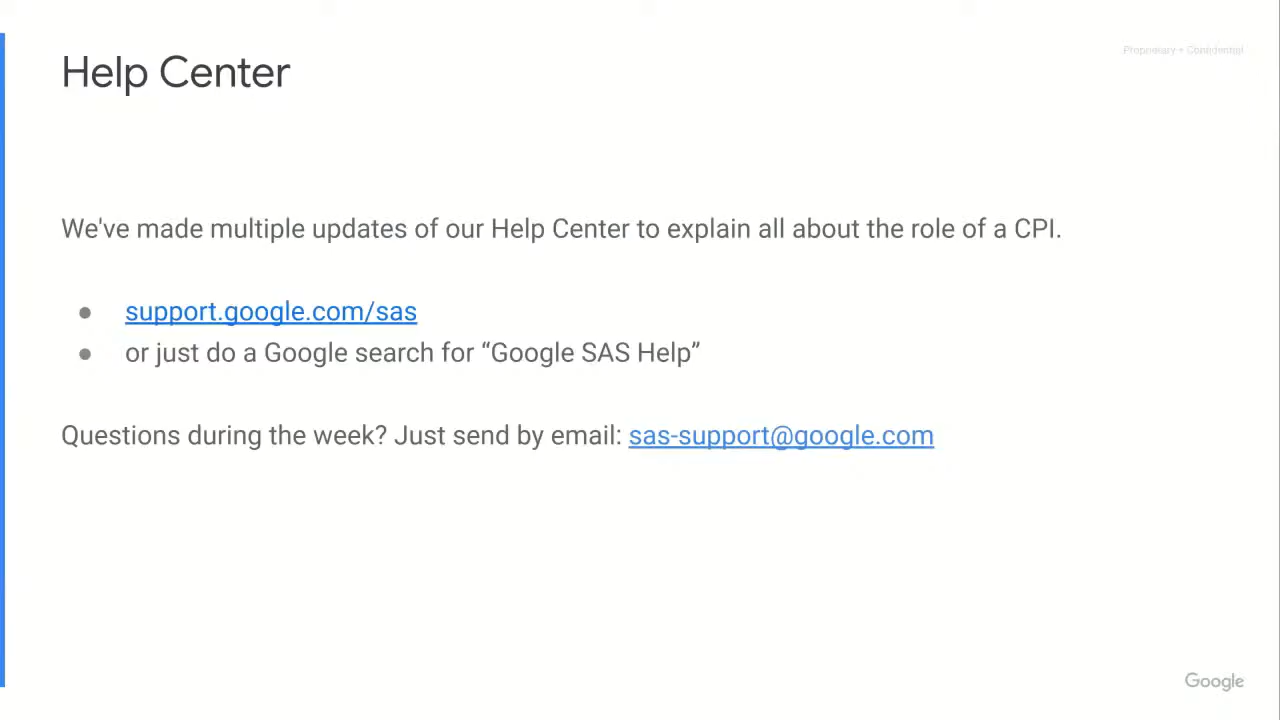 Proprietary + Confidential
Help Center
We've made multiple updates of our Help Center to explain all about the role of a CPI.
● support.google.com/sas
● or just do a Google search for “Google SAS Help”
Questions during the week? Just send by email: sas-support@google.com
Google